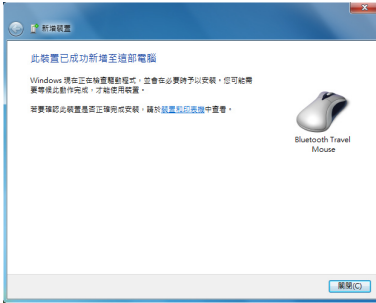 新增裝置
此裝置已成功新增至這部電腦
Windows 現在正在檢查驅動程式，並會在必要時予以安裝。您可能需
要等候此動作完成，才能使用裝置。
若要確認此裝置是否正確完成安裝，請於裝置和印表機中查看。
Bluetooth Travel
Mouse
關閉(C)